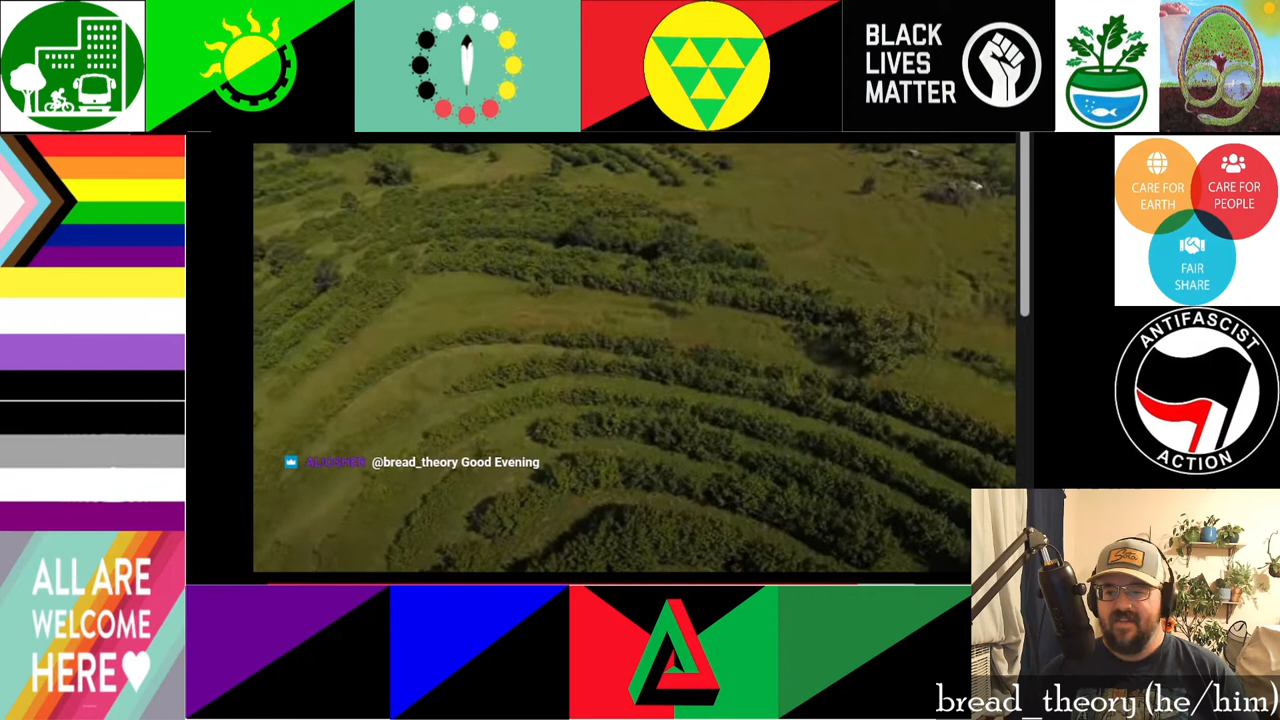 BLACK
LIVES
MATTER
CARE FOR
EARTH
CARE FOR
PEOPLE
FAIR
SHARE
ANTIFASCIST
ACTION
@bread_theory Good Evening
Sota
ALL ARE
WELCOME
HERE
bread_theory (he/him)